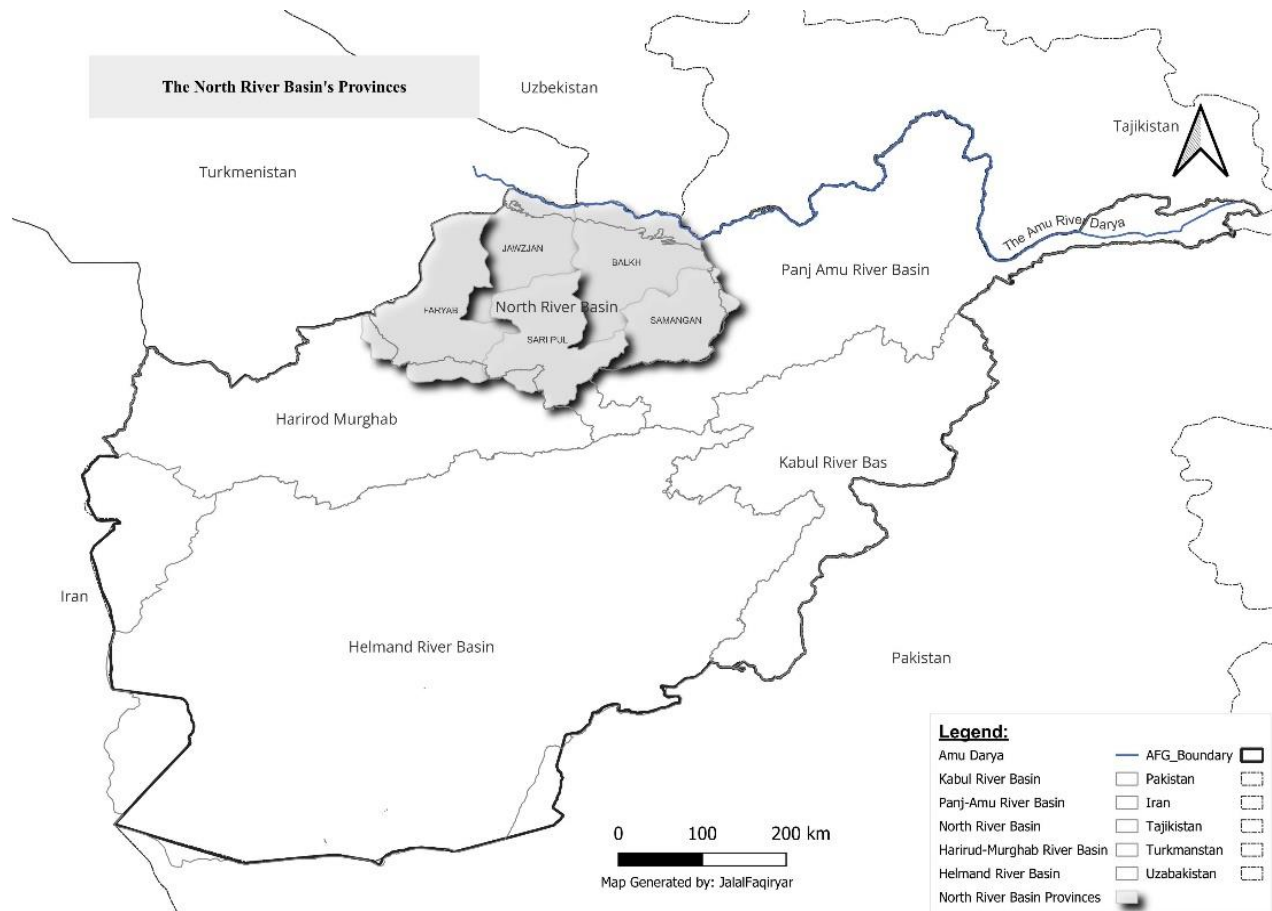 The North River Basin's Provinces
Uzbekistan
Tajikistan
Turkmenistan
The Amu River Darya
JAWZJAN
BALKH
Panj Amu River Basin
FARYAB
North River Basin
SAMANGAN
SARI PUL
Harirod Murghab
Kabul River Bas
Iran
Helmand River Basin
Pakistan
Legend:
Amu Darya
AFG_Boundary
Kabul River Basin
Pakistan
Panj-Amu River Basin
Iran
North River Basin
Tajikistan
Harirud-Murghab River Basin
Turkmanstan
Helmand River Basin
Uzabakistan
North River Basin Provinces
0 100 200 km
Map Generated by: JalalFaqiryar